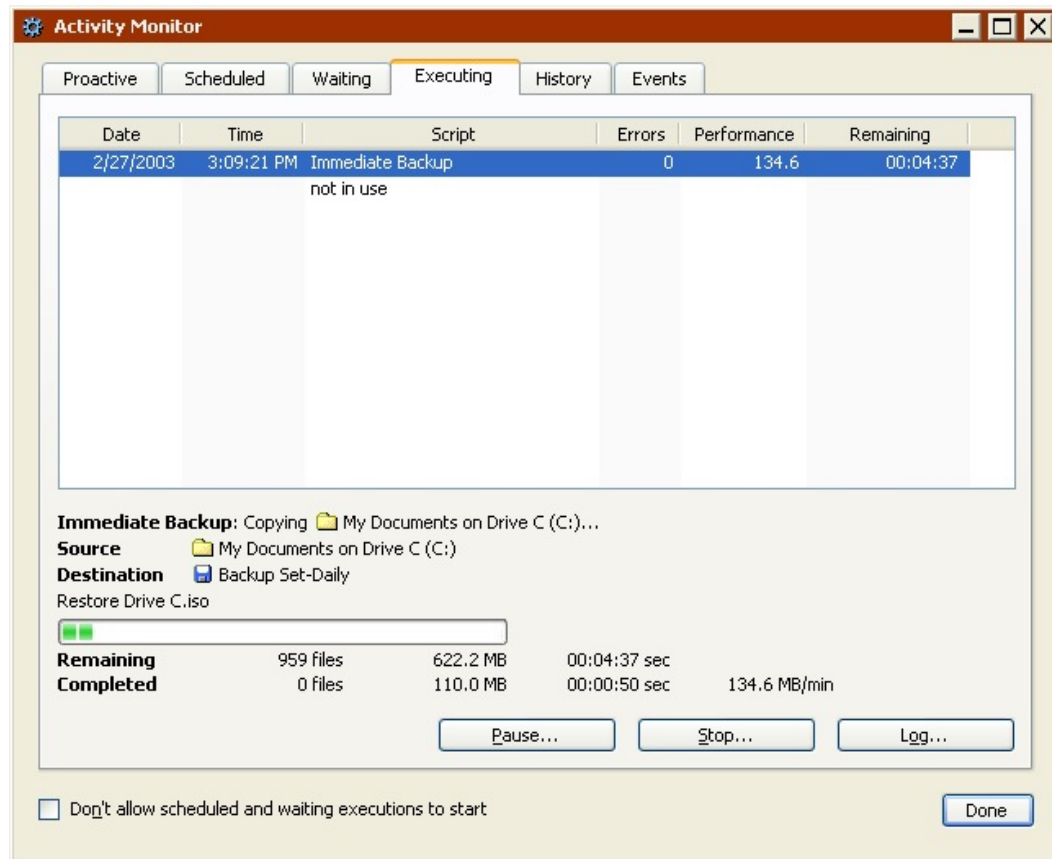 Activity Monitor
Proactive Scheduled Waiting Executing History Events
Date Time Script Errors Performance Remaining
2/27/2003 3:09:21 PM Immediate Backup 0 134.6 00:04:37
not in use
Immediate Backup: Copying My Documents on Drive C (C:)...
Source My Documents on Drive C (C:)
Destination Backup Set-Daily
Restore Drive C.iso
Remaining 959 files 622.2 MB 00:04:37 sec
Completed 0 files 110.0 MB 00:00:50 sec 134.6 MB/min
Pause... Stop... Log...
Don't allow scheduled and waiting executions to start Done